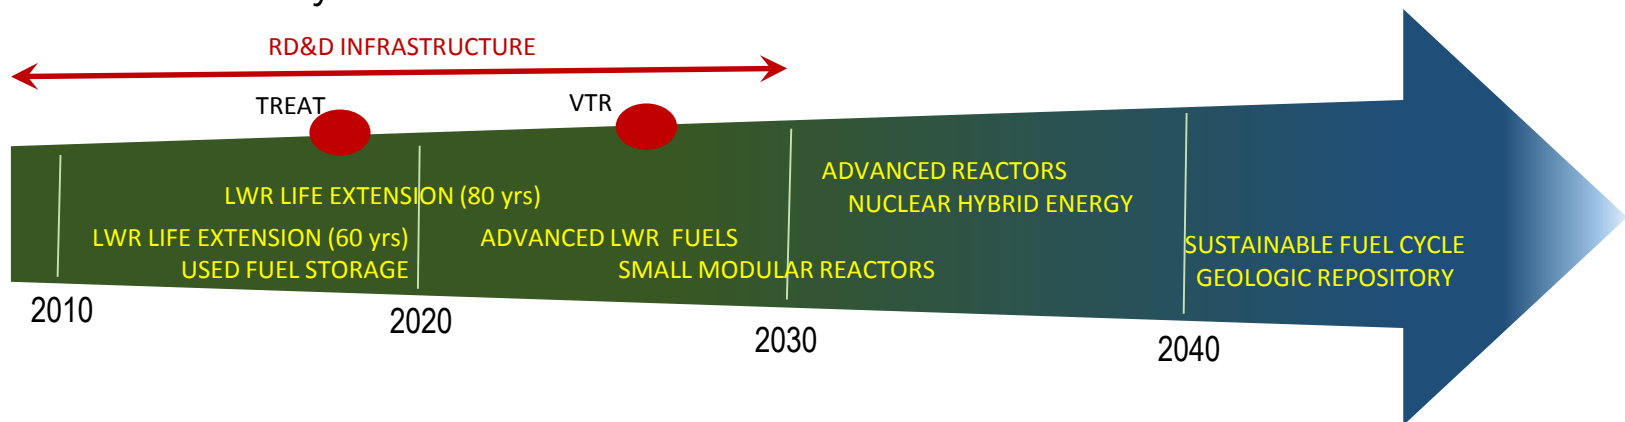 RD&D INFRASTRUCTURE
TREAT
VTR
ADVANCED REACTORS
NUCLEAR HYBRID ENERGY
LWR LIFE EXTENSION (80 yrs)
LWR LIFE EXTENSION (60 yrs)
ADVANCED LWR FUELS
USED FUEL STORAGE
SMALL MODULAR REACTORS
SUSTAINABLE FUEL CYCLE
GEOLOGIC REPOSITORY
2010
2020
2030
2040